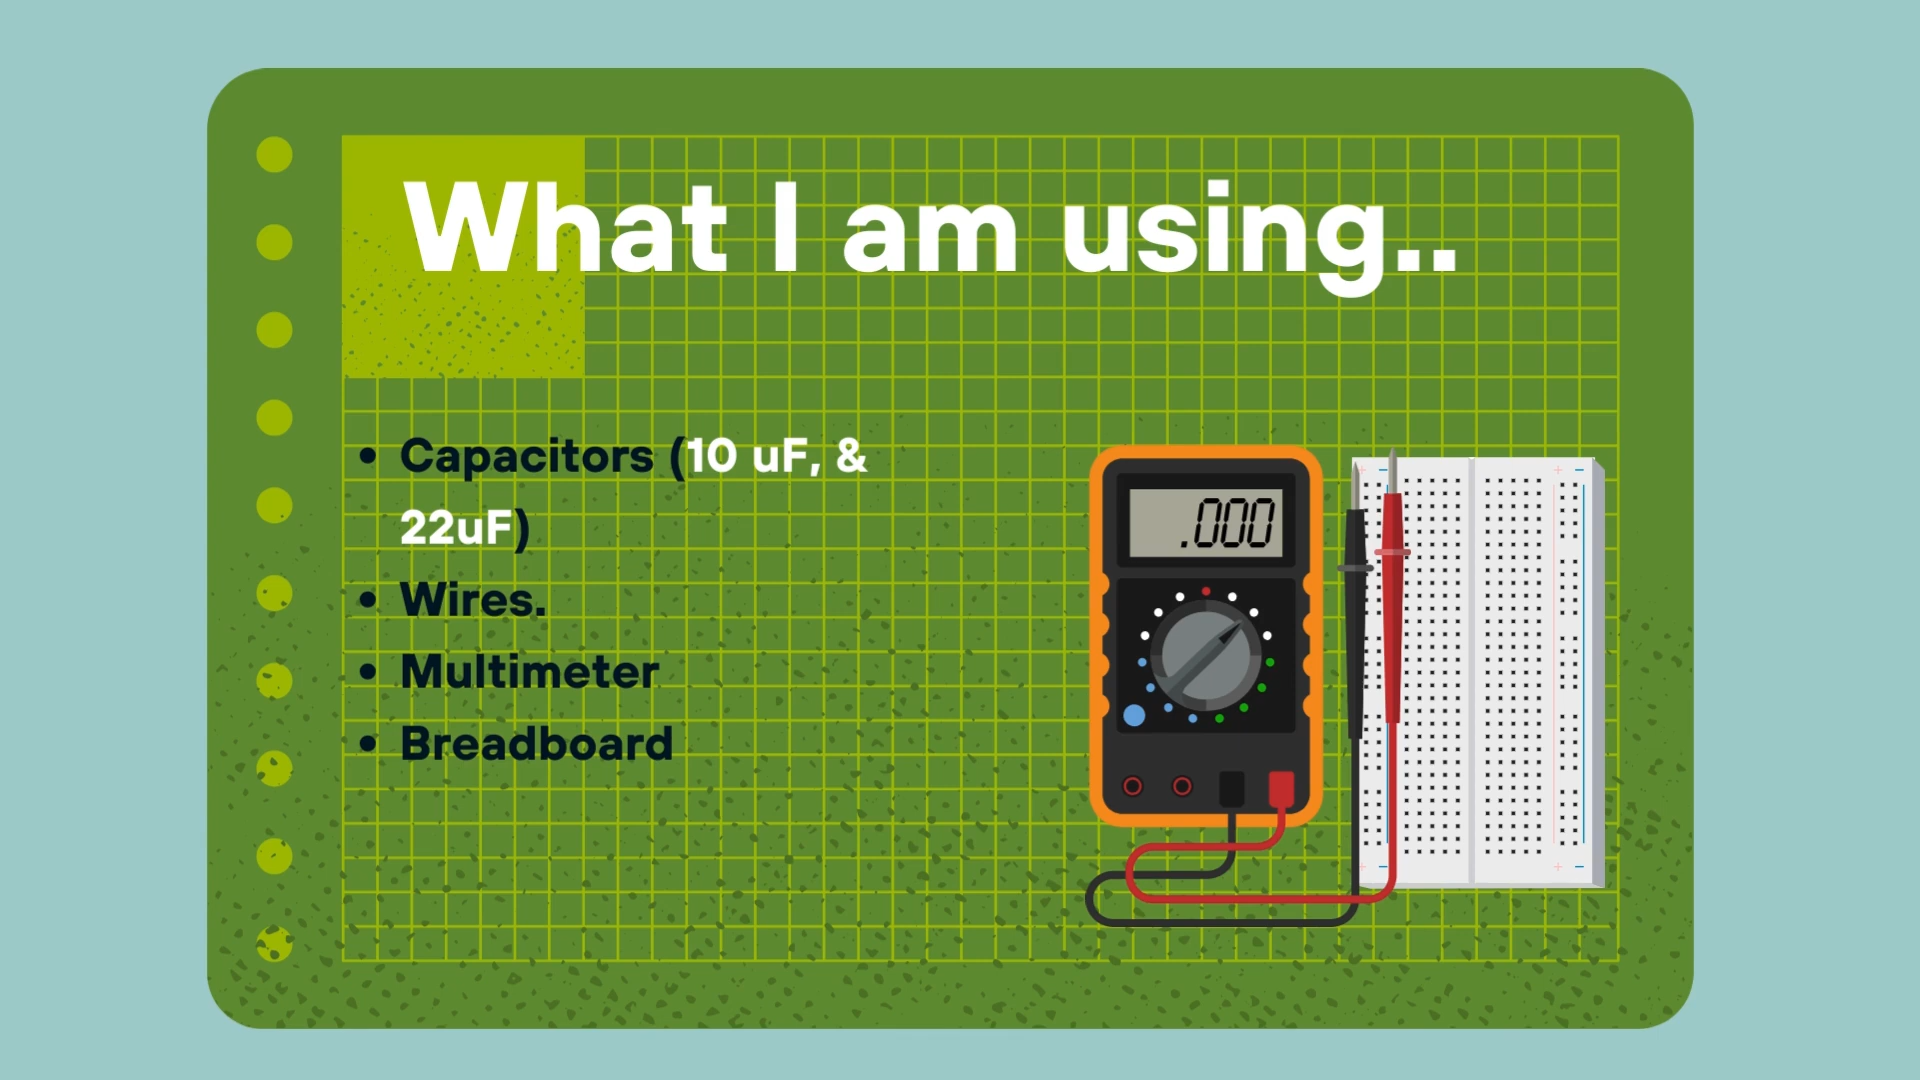 What I am using..
• Capacitors (10 uF, &
22uF)
• Wires.
• Multimeter
• Breadboard
.000